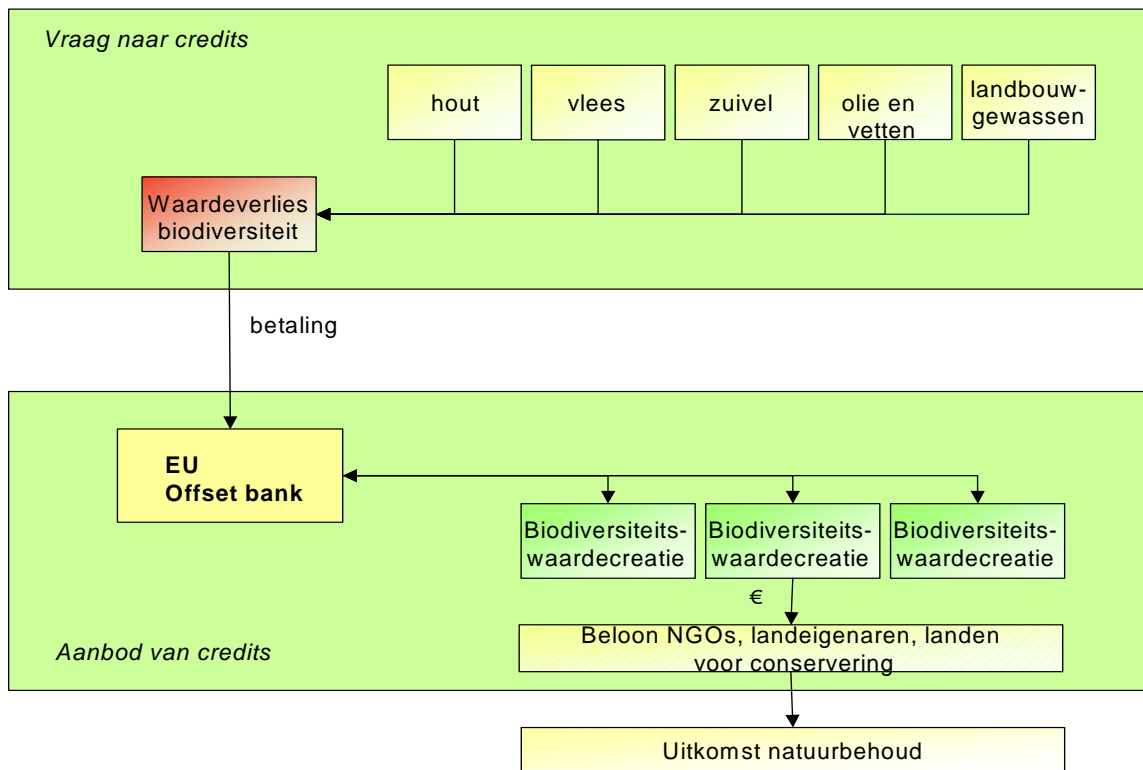 Vraag naar credits
hout
vlees
zuivel
olie en
vetten
landbouw-
gewassen
Waardeverlies
biodiversiteit
betaling
EU
Offset bank
Biodiversiteits-
waardecreatie
Biodiversiteits-
waardecreatie
Biodiversiteits-
waardecreatie
€
Beloon NGOs, landeigenaren, landen
voor conservering
Aanbod van credits
Uitkomst natuurbehoud